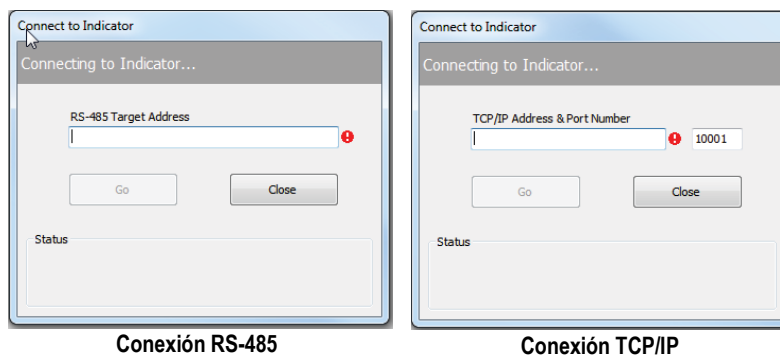 Connect to Indicator
Connecting to Indicator...
RS-485 Target Address
Go
Close
Status
Conexión RS-485
Connect to Indicator
Connecting to Indicator...
TCP/IP Address & Port Number
10001
Go
Close
Status
Conexión TCP/IP